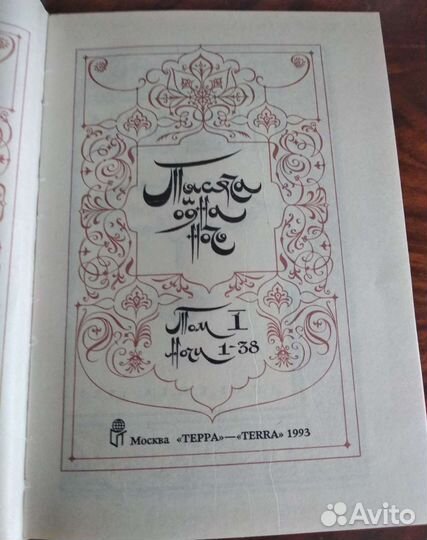 Тысяча
и
одна
ночь
Том I
Ночи 1-38
Москва «ТЕРРА»—«TERRA» 1993
Avito